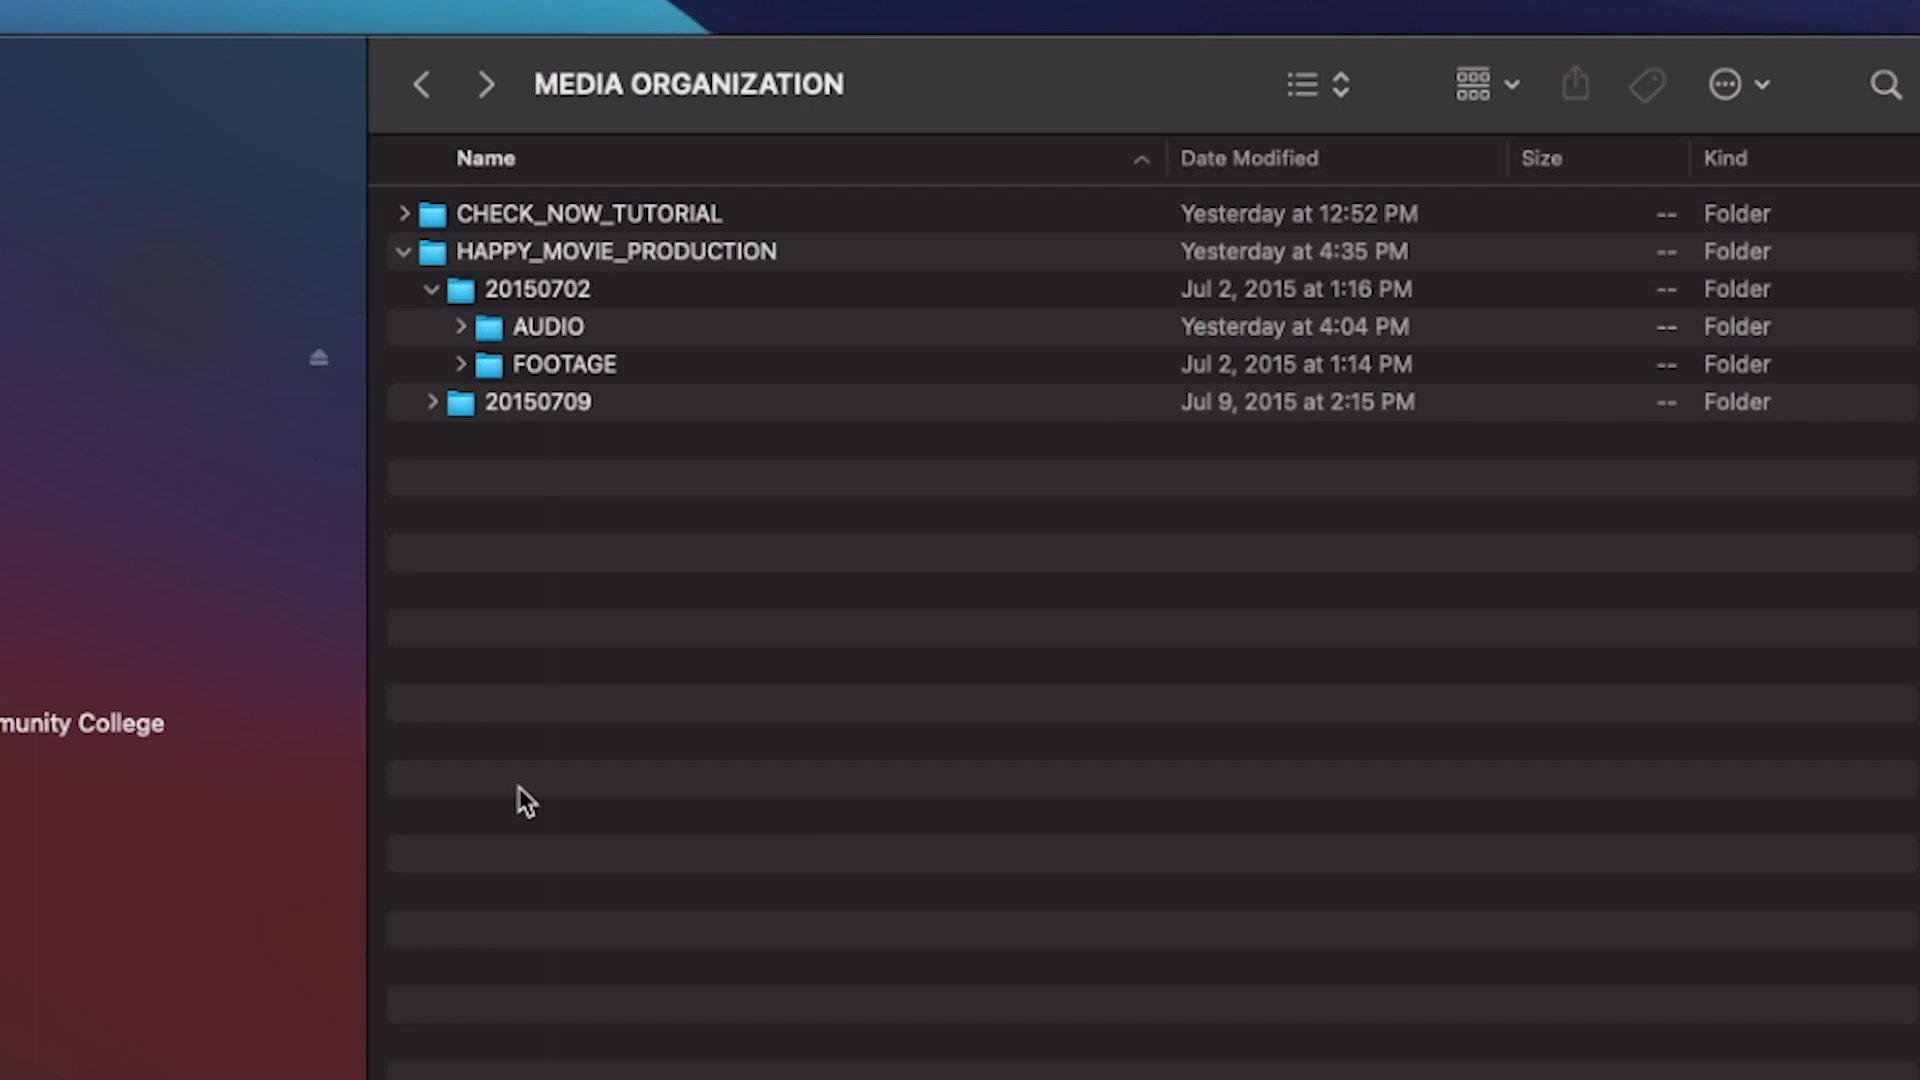 MEDIA ORGANIZATION
Name Date Modified Size Kind
CHECK_NOW_TUTORIAL Yesterday at 12:52 PM -- Folder
HAPPY_MOVIE_PRODUCTION Yesterday at 4:35 PM -- Folder
20150702 Jul 2, 2015 at 1:16 PM -- Folder
AUDIO Yesterday at 4:04 PM -- Folder
FOOTAGE Jul 2, 2015 at 1:14 PM -- Folder
20150709 Jul 9, 2015 at 2:15 PM -- Folder
munity College